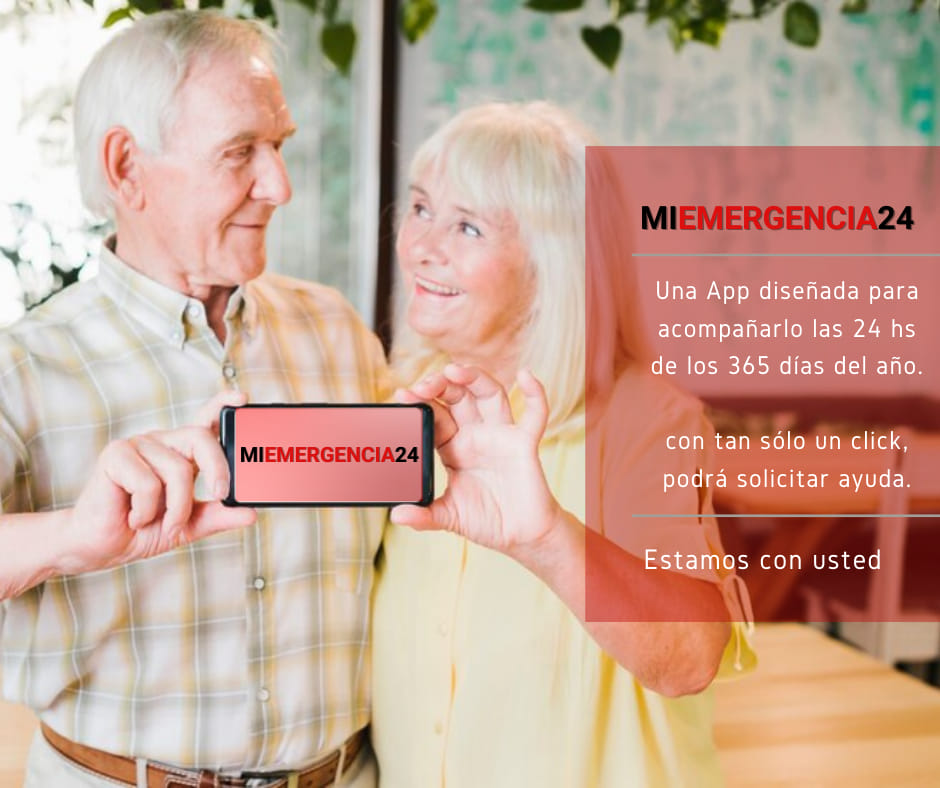 MIEMERGENCIA24
Una App diseñada para
acompañarlo las 24 hs
de los 365 días del año.
con tan sólo un click,
podrá solicitar ayuda.
Estamos con usted
MIEMERGENCIA24